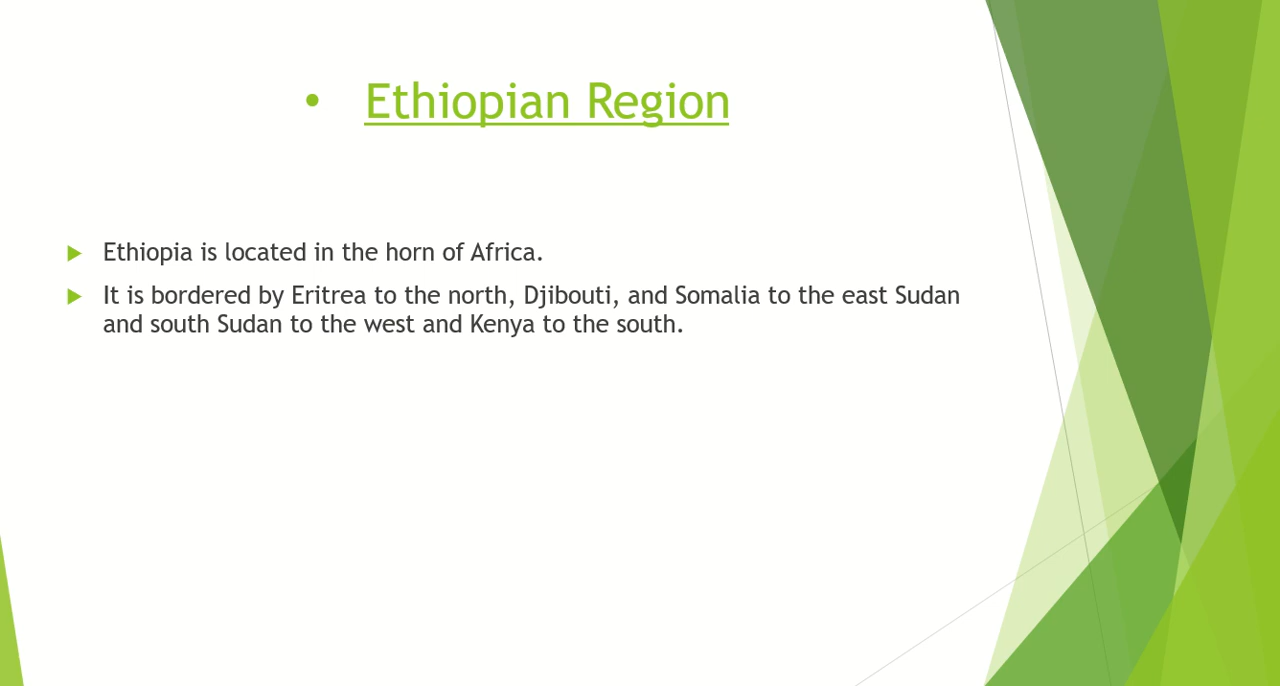 • Ethiopian Region
Ethiopia is located in the horn of Africa.
It is bordered by Eritrea to the north, Djibouti, and Somalia to the east Sudan
and south Sudan to the west and Kenya to the south.